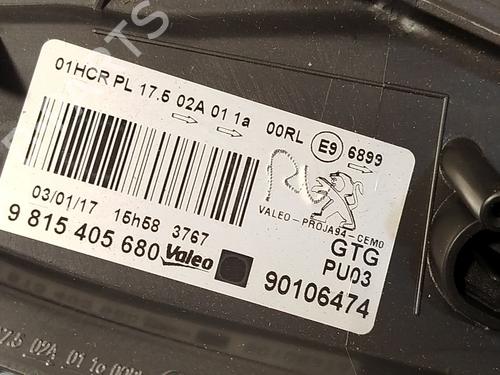 01HCR PL 17.5 02A 01 1a 00RL E9 6899
03/01/17 15h58 3767
VALEO-PROJA94-CEMO
9 815 405 680 Valeo
GTG
PU03
90106474